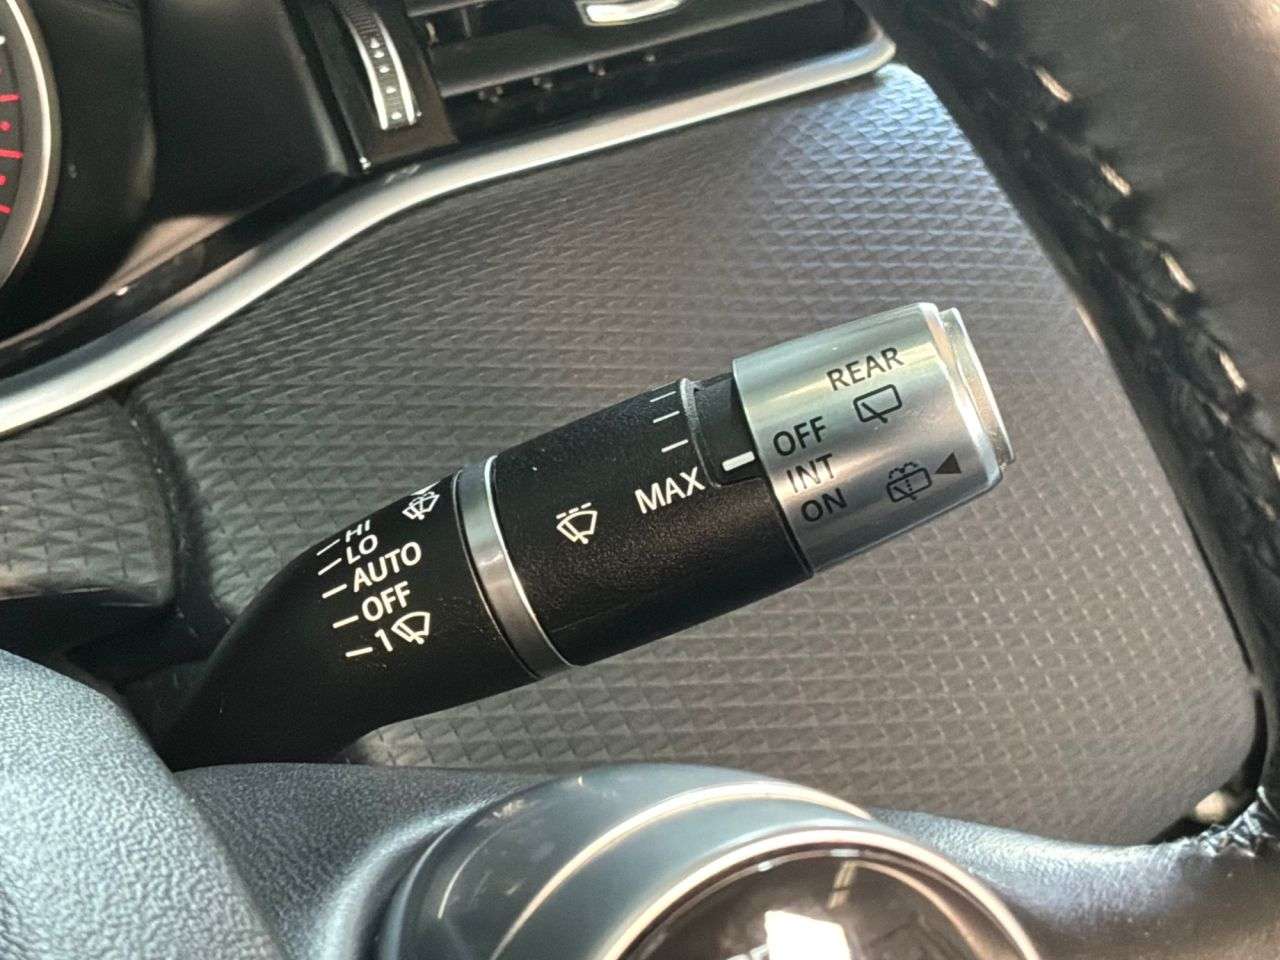 REAR
OFF
INT
ON
MAX
HI
LO
AUTO
OFF
1